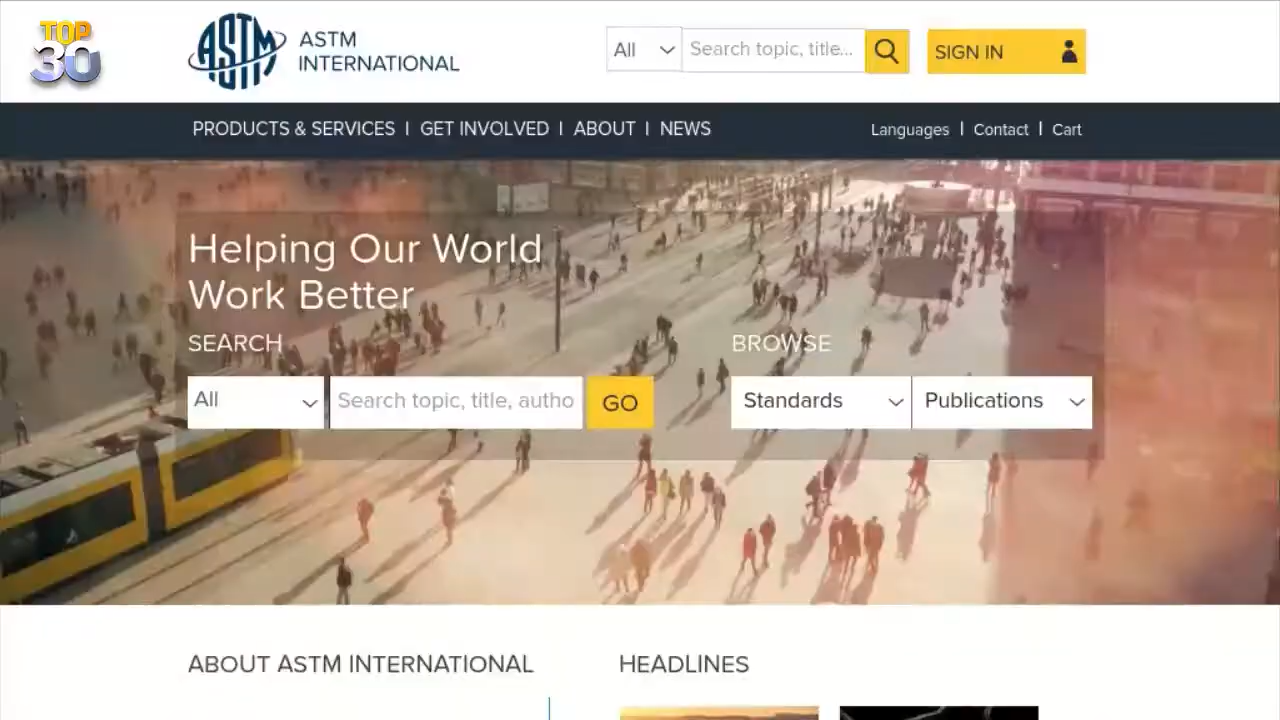 TOP
30
ASTM
ASTM
INTERNATIONAL
All
Search topic, title...
SIGN IN
PRODUCTS & SERVICES | GET INVOLVED | ABOUT | NEWS
Languages | Contact | Cart
Helping Our World
Work Better
SEARCH
BROWSE
All
Search topic, title, autho
GO
Standards
Publications
ABOUT ASTM INTERNATIONAL
HEADLINES